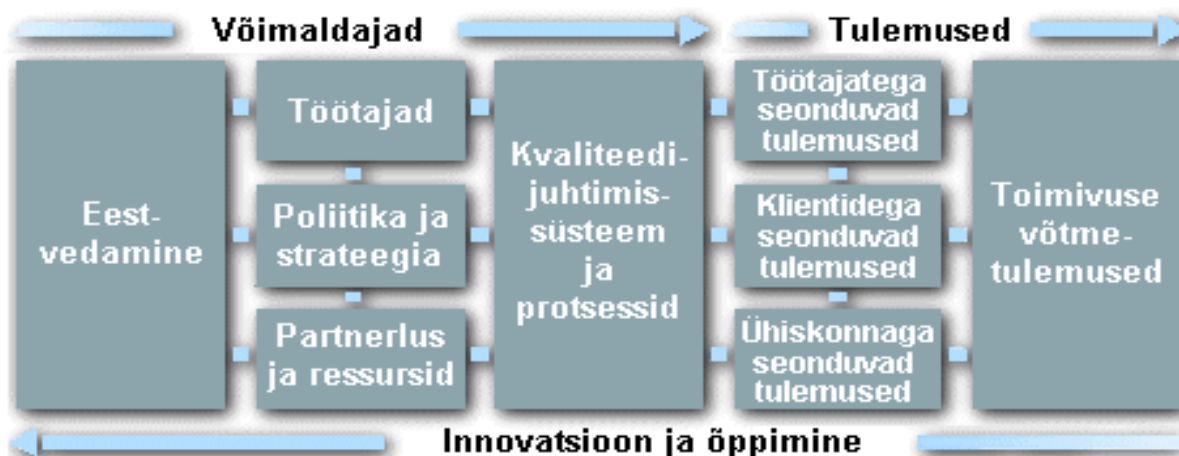 Võimaldajad
Tulemused
Eest-
vedamine
Töötajad
Poliitika ja
strateegia
Partnerlus
ja ressursid
Kvaliteedi-
juhtimis-
süsteem
ja
protsessid
Töötajatega
seonduvad
tulemused
Klientidega
seonduvad
tulemused
Ühiskonnaga
seonduvad
tulemused
Toimivuse
võtme-
tulemused
Innovatsioon ja õppimine